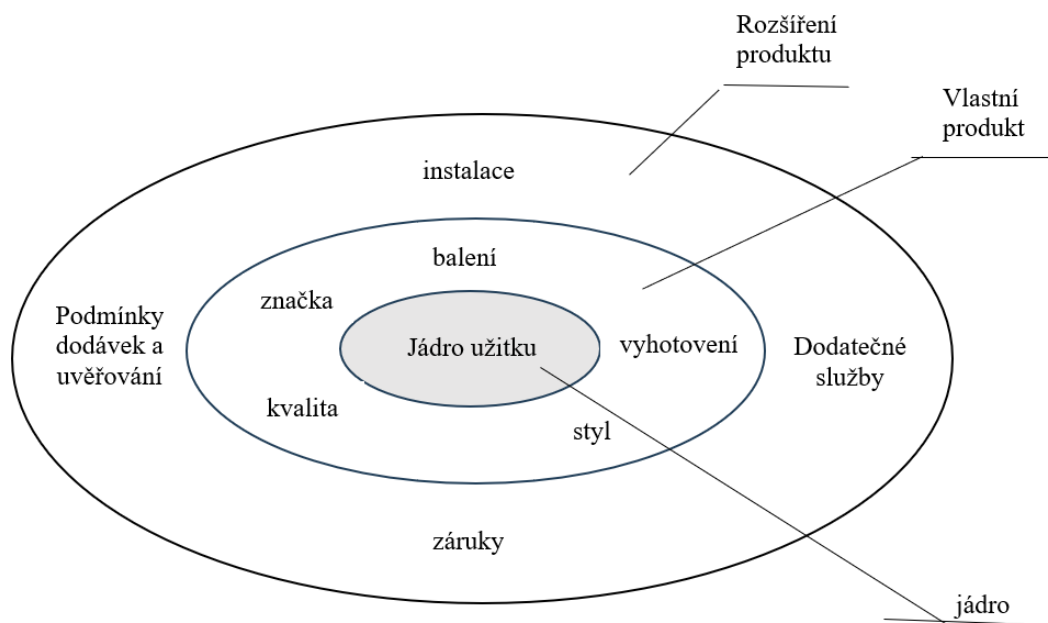 Rozšíření
produktu
Vlastní
produkt
instalace
balení
značka
Podmínky
dodávek a
uvěřování
Jádro užitku
vyhotovení
Dodatečné
služby
kvalita
styl
záruky
jádro